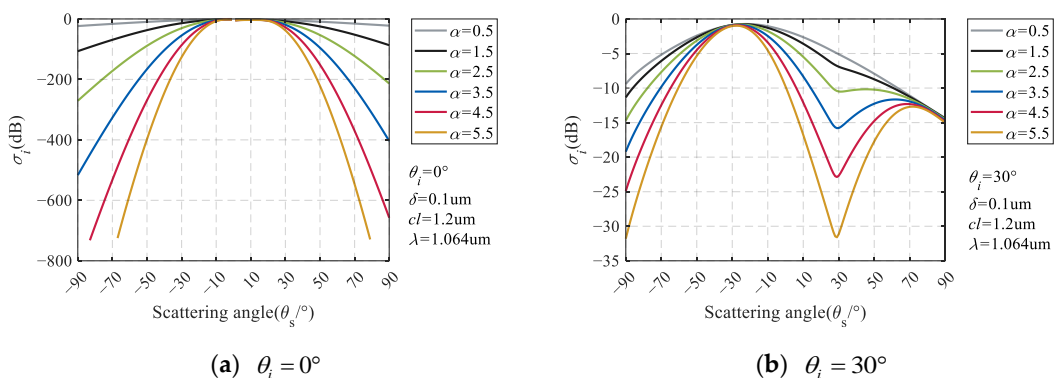 0
−200
−400
−600
−800
σi(dB)
−90
−70
−50
−30
−10
10
30
50
70
90
Scattering angle(θs/°)
α=0.5
α=1.5
α=2.5
α=3.5
α=4.5
α=5.5
θi=0°
δ=0.1um
cl=1.2um
λ=1.064um
(a) θi = 0°
0
−5
−10
−15
−20
−25
−30
−35
σi(dB)
−90
−70
−50
−30
−10
10
30
50
70
90
Scattering angle(θs/°)
α=0.5
α=1.5
α=2.5
α=3.5
α=4.5
α=5.5
θi=30°
δ=0.1um
cl=1.2um
λ=1.064um
(b) θi = 30°